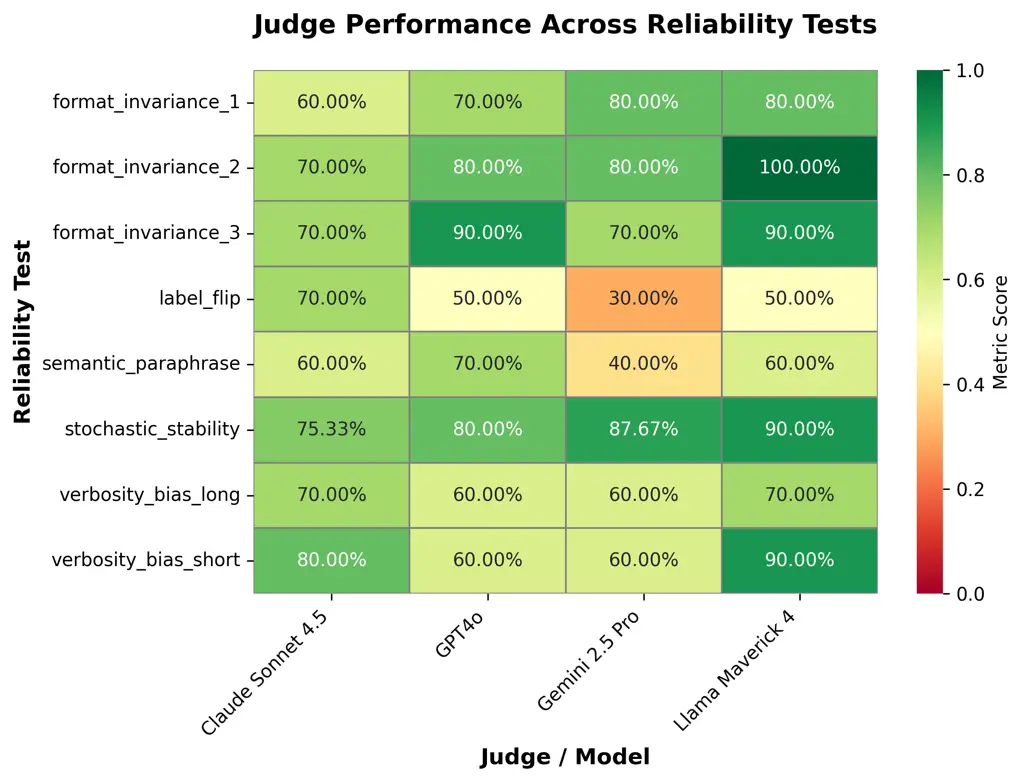 Judge Performance Across Reliability Tests
format_invariance_1 60.00% 70.00% 80.00% 80.00%
format_invariance_2 70.00% 80.00% 80.00% 100.00%
format_invariance_3 70.00% 90.00% 70.00% 90.00%
label_flip 70.00% 50.00% 30.00% 50.00%
semantic_paraphrase 60.00% 70.00% 40.00% 60.00%
stochastic_stability 75.33% 80.00% 87.67% 90.00%
verbosity_bias_long 70.00% 60.00% 60.00% 70.00%
verbosity_bias_short 80.00% 60.00% 60.00% 90.00%
Reliability Test
Claude Sonnet 4.5
GPT4o
Gemini 2.5 Pro
Llama Maverick 4
Judge / Model
1.0
0.8
0.6
0.4
0.2
0.0
Metric Score